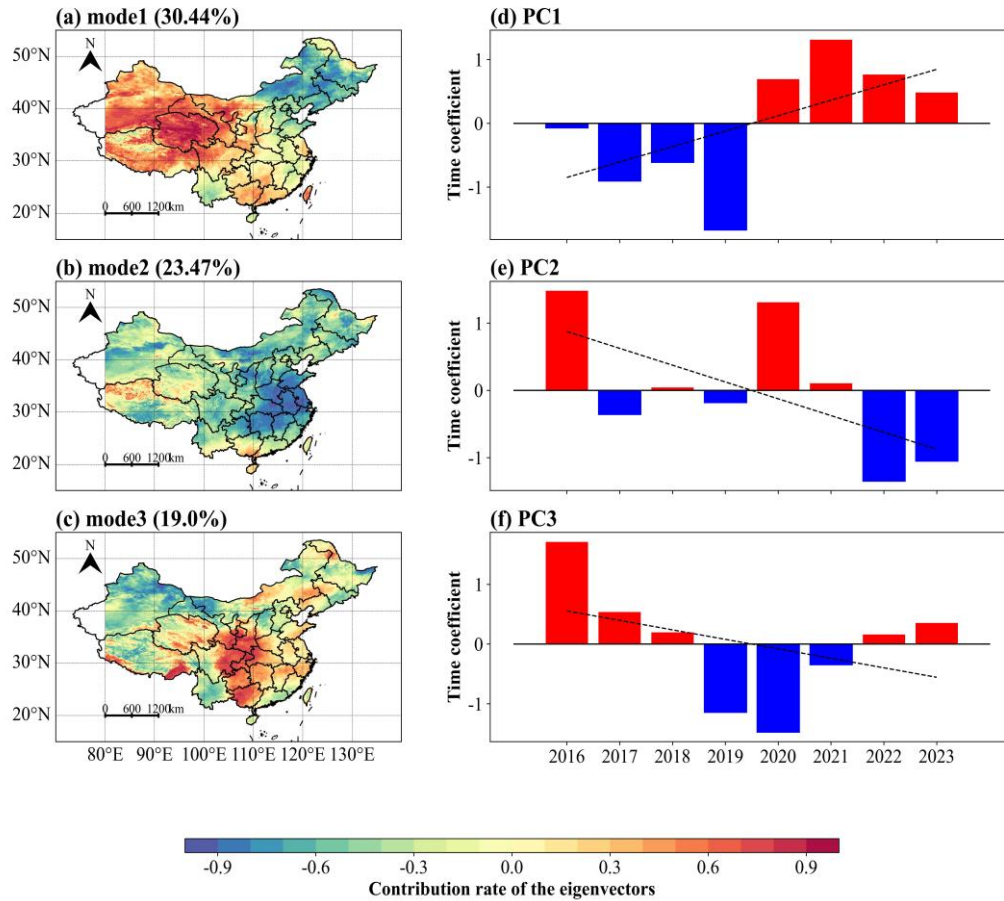 (a) mode1 (30.44%)
(d) PC1
N
50°N
40°N
30°N
20°N
0 600 1200km
Time coefficient
1
0
-1
(b) mode2 (23.47%)
(e) PC2
N
50°N
40°N
30°N
20°N
0 600 1200km
Time coefficient
1
0
-1
(c) mode3 (19.0%)
(f) PC3
N
50°N
40°N
30°N
20°N
0 600 1200km
Time coefficient
1
0
-1
80°E 90°E 100°E 110°E 120°E 130°E
2016 2017 2018 2019 2020 2021 2022 2023
-0.9 -0.6 -0.3 0.0 0.3 0.6 0.9
Contribution rate of the eigenvectors